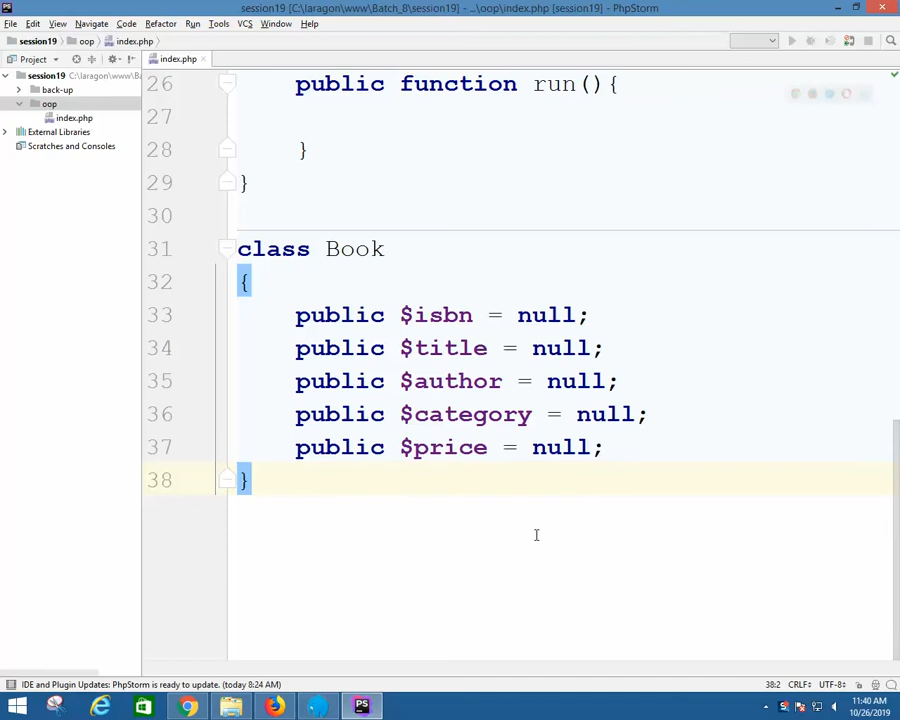 session19 [C:\laragon\www\Batch_8\session19] - ...\oop\index.php [session19] - PhpStorm
File Edit View Navigate Code Refactor Run Tools VCS Window Help
session19 oop index.php
Project index.php
session19 C:\laragon\www\Ba
back-up
oop
index.php
External Libraries
Scratches and Consoles
26 public function run(){
27
28 }
29 }
30
31 class Book
32 {
33 public $isbn = null;
34 public $title = null;
35 public $author = null;
36 public $category = null;
37 public $price = null;
38 }
IDE and Plugin Updates: PhpStorm is ready to update. (today 8:24 AM) 38:2 CRLF UTF-8
11:40 AM
10/26/2019